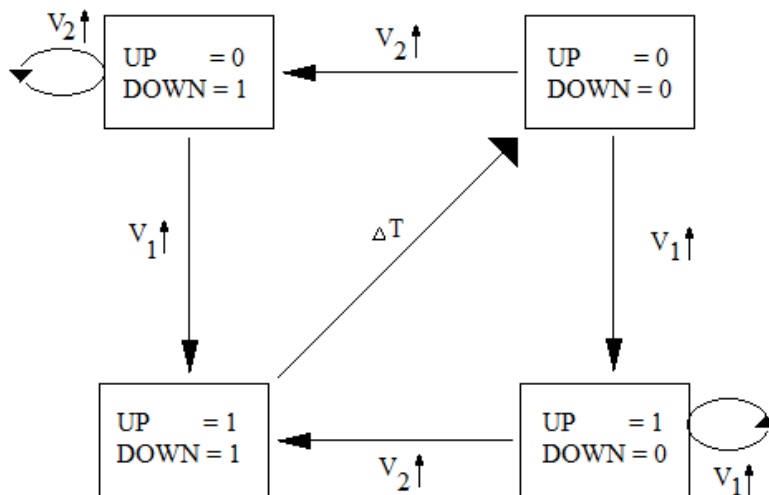 V2↑
UP = 0
DOWN = 1
V2↑
UP = 0
DOWN = 0
V1↑
△T
V1↑
UP = 1
DOWN = 1
V2↑
UP = 1
DOWN = 0
V1↑